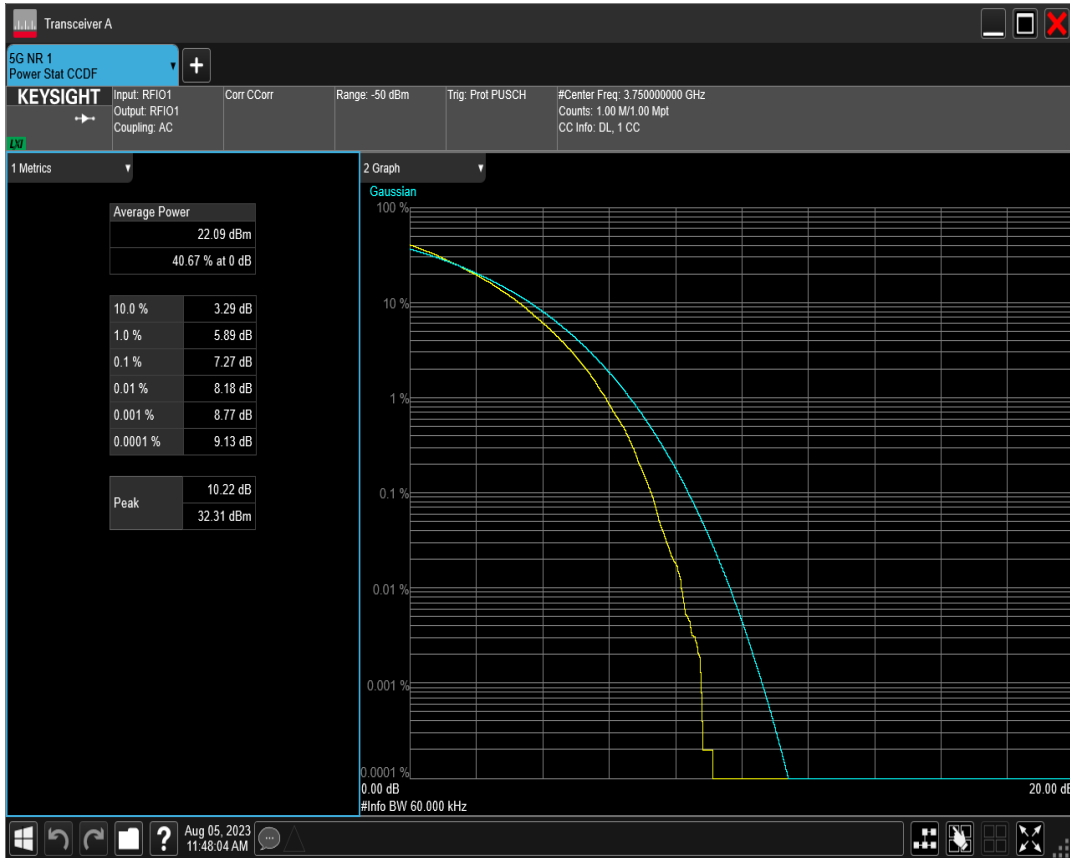 Transceiver A
5G NR 1
Power Stat CCDF
+
KEYSIGHT
LXI
Input: RFIO1
Output: RFIO1
Coupling: AC
Corr CCorr
Range: -50 dBm
Trig: Prot PUSCH
#Center Freq: 3.750000000 GHz
Counts: 1.00 M/1.00 Mpt
CC Info: DL, 1 CC
1 Metrics
Average Power
22.09 dBm
40.67 % at 0 dB
10.0 % 3.29 dB
1.0 % 5.89 dB
0.1 % 7.27 dB
0.01 % 8.18 dB
0.001 % 8.77 dB
0.0001 % 9.13 dB
Peak
10.22 dB
32.31 dBm
2 Graph
Gaussian
100 %
10 %
1 %
0.1 %
0.01 %
0.001 %
0.0001 %
0.00 dB
20.00 dB
#Info BW 60.000 kHz
?
Aug 05, 2023
11:48:04 AM